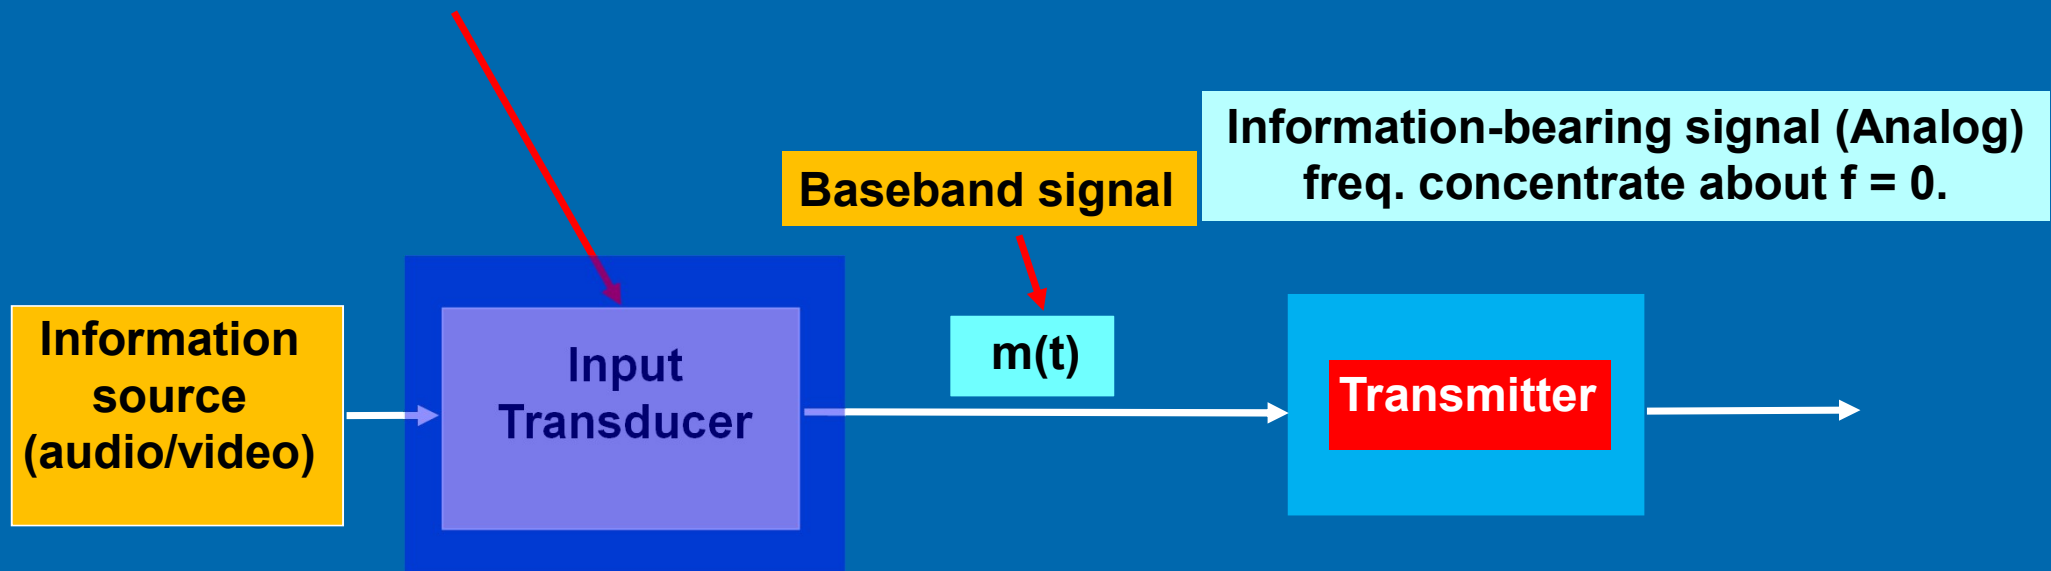 Information-bearing signal (Analog)
freq. concentrate about f = 0.
Baseband signal
Information
source
(audio/video)
Input
Transducer
m(t)
Transmitter